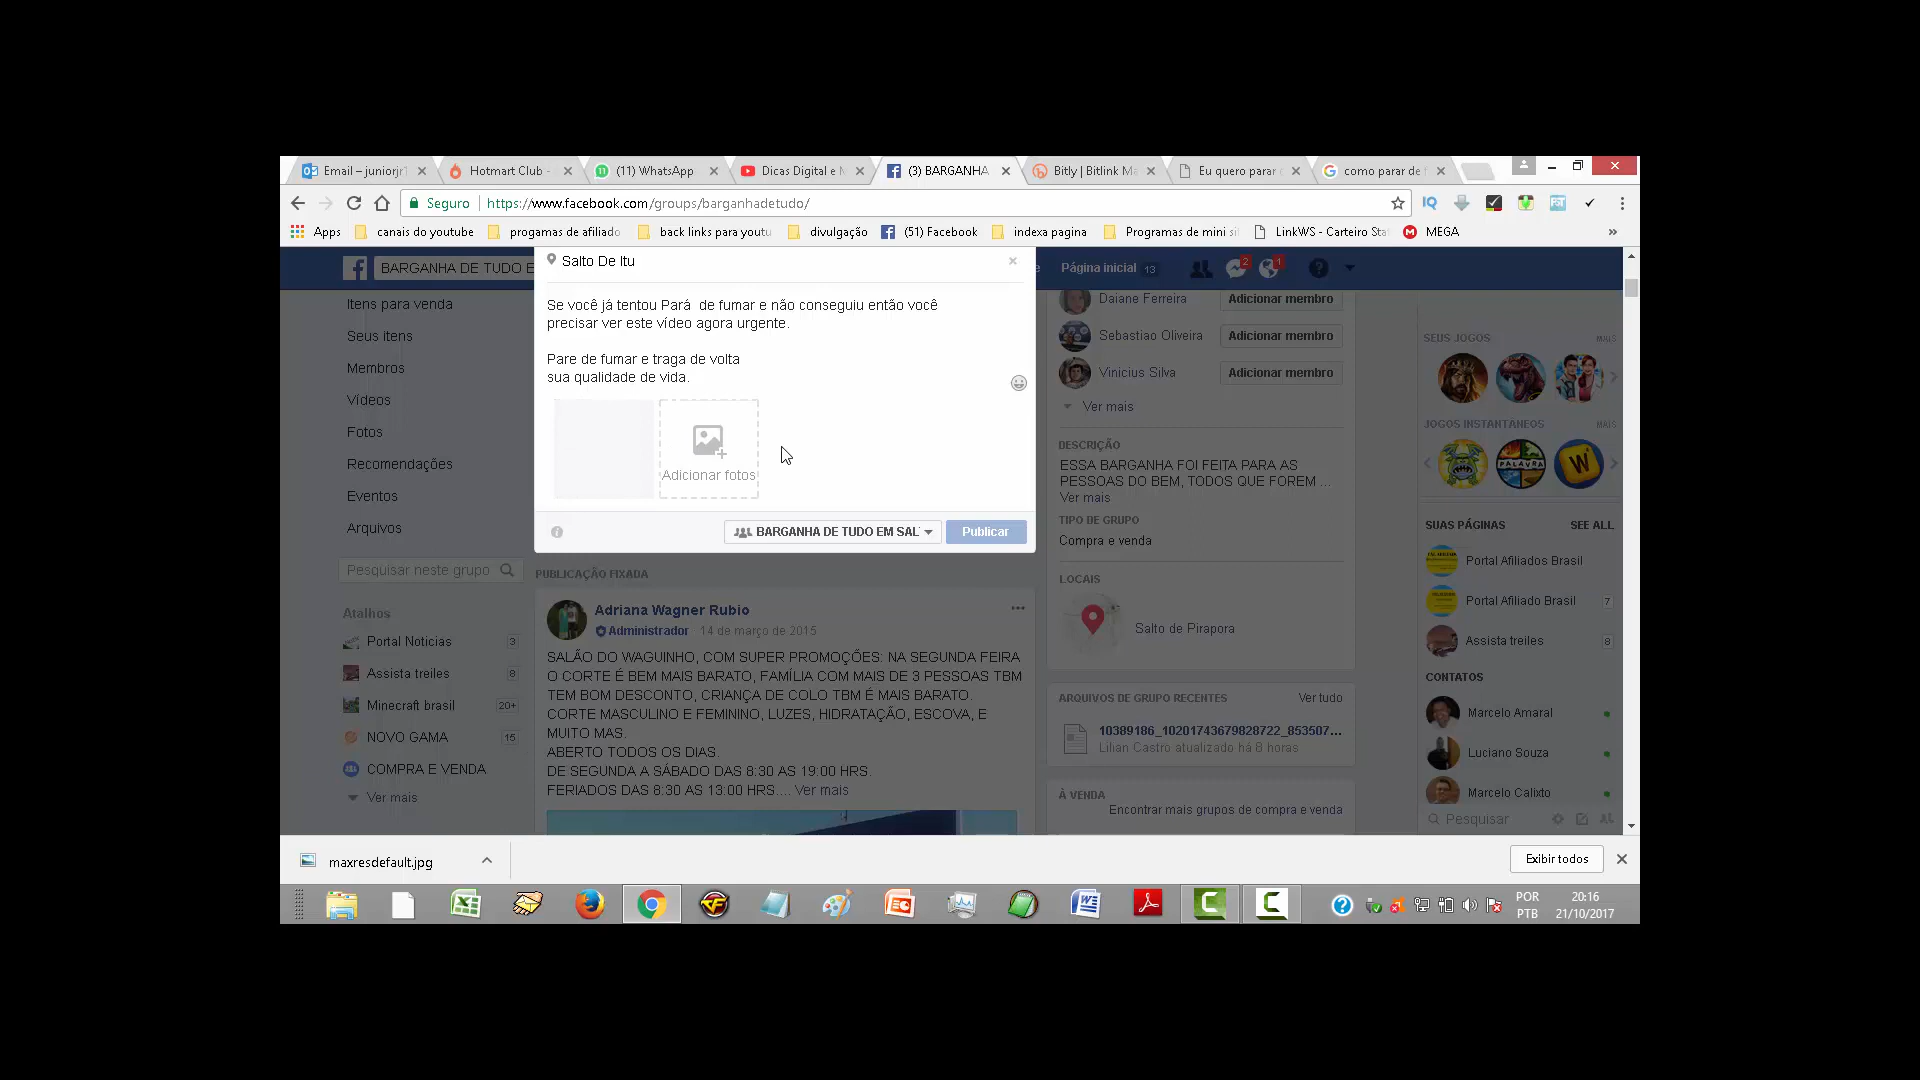 Email – juniorjr1
Hotmart Club -
(11) WhatsApp
Dicas Digital e M
(3) BARGANHA
Bitly | Bitlink Ma
Eu quero parar d
como parar de f
Seguro
https://www.facebook.com/groups/barganhadetudo/
Apps
canais do youtube
progamas de afiliado
back links para youtu
divulgação
(51) Facebook
indexa pagina
Programas de mini si
LinkWS - Carteiro Sta
MEGA
»
BARGANHA DE TUDO E
Página inicial 13
2
1
Itens para venda
Seus itens
Membros
Vídeos
Fotos
Recomendações
Eventos
Arquivos
Pesquisar neste grupo
Atalhos
Portal Noticias 3
Assista treiles 8
Minecraft brasil 20+
NOVO GAMA 15
COMPRA E VENDA
Ver mais
Salto De Itu
Se você já tentou Pará  de fumar e não conseguiu então você
precisar ver este vídeo agora urgente.
Pare de fumar e traga de volta
sua qualidade de vida.
Adicionar fotos
BARGANHA DE TUDO EM SAL
Publicar
PUBLICAÇÃO FIXADA
Adriana Wagner Rubio
Administrador 14 de março de 2015
SALÃO DO WAGUINHO, COM SUPER PROMOÇÕES: NA SEGUNDA FEIRA
O CORTE É BEM MAIS BARATO, FAMÍLIA COM MAIS DE 3 PESSOAS TBM
TEM BOM DESCONTO, CRIANÇA DE COLO TBM É MAIS BARATO.
CORTE MASCULINO E FEMININO, LUZES, HIDRATAÇÃO, ESCOVA, E
MUITO MAS.
ABERTO TODOS OS DIAS.
DE SEGUNDA A SÁBADO DAS 8:30 AS 19:00 HRS.
FERIADOS DAS 8:30 AS 13:00 HRS.... Ver mais
Daiane Ferreira
Adicionar membro
Sebastiao Oliveira
Adicionar membro
Vinicius Silva
Adicionar membro
Ver mais
DESCRIÇÃO
ESSA BARGANHA FOI FEITA PARA AS
PESSOAS DO BEM, TODOS QUE FOREM ...
Ver mais
TIPO DE GRUPO
Compra e venda
LOCAIS
Salto de Pirapora
ARQUIVOS DE GRUPO RECENTES
Ver tudo
10389186_10201743679828722_853507...
Lilian Castro atualizado há 8 horas
À VENDA
Encontrar mais grupos de compra e venda
SEUS JOGOS
MAIS
JOGOS INSTANTÂNEOS
MAIS
PALAVRA
W
SUAS PÁGINAS
SEE ALL
Portal Afiliados Brasil
Portal Afiliado Brasil 7
Assista treiles 8
CONTATOS
Marcelo Amaral
Luciano Souza
Marcelo Calixto
Pesquisar
maxresdefault.jpg
Exibir todos
POR
PTB
20:16
21/10/2017